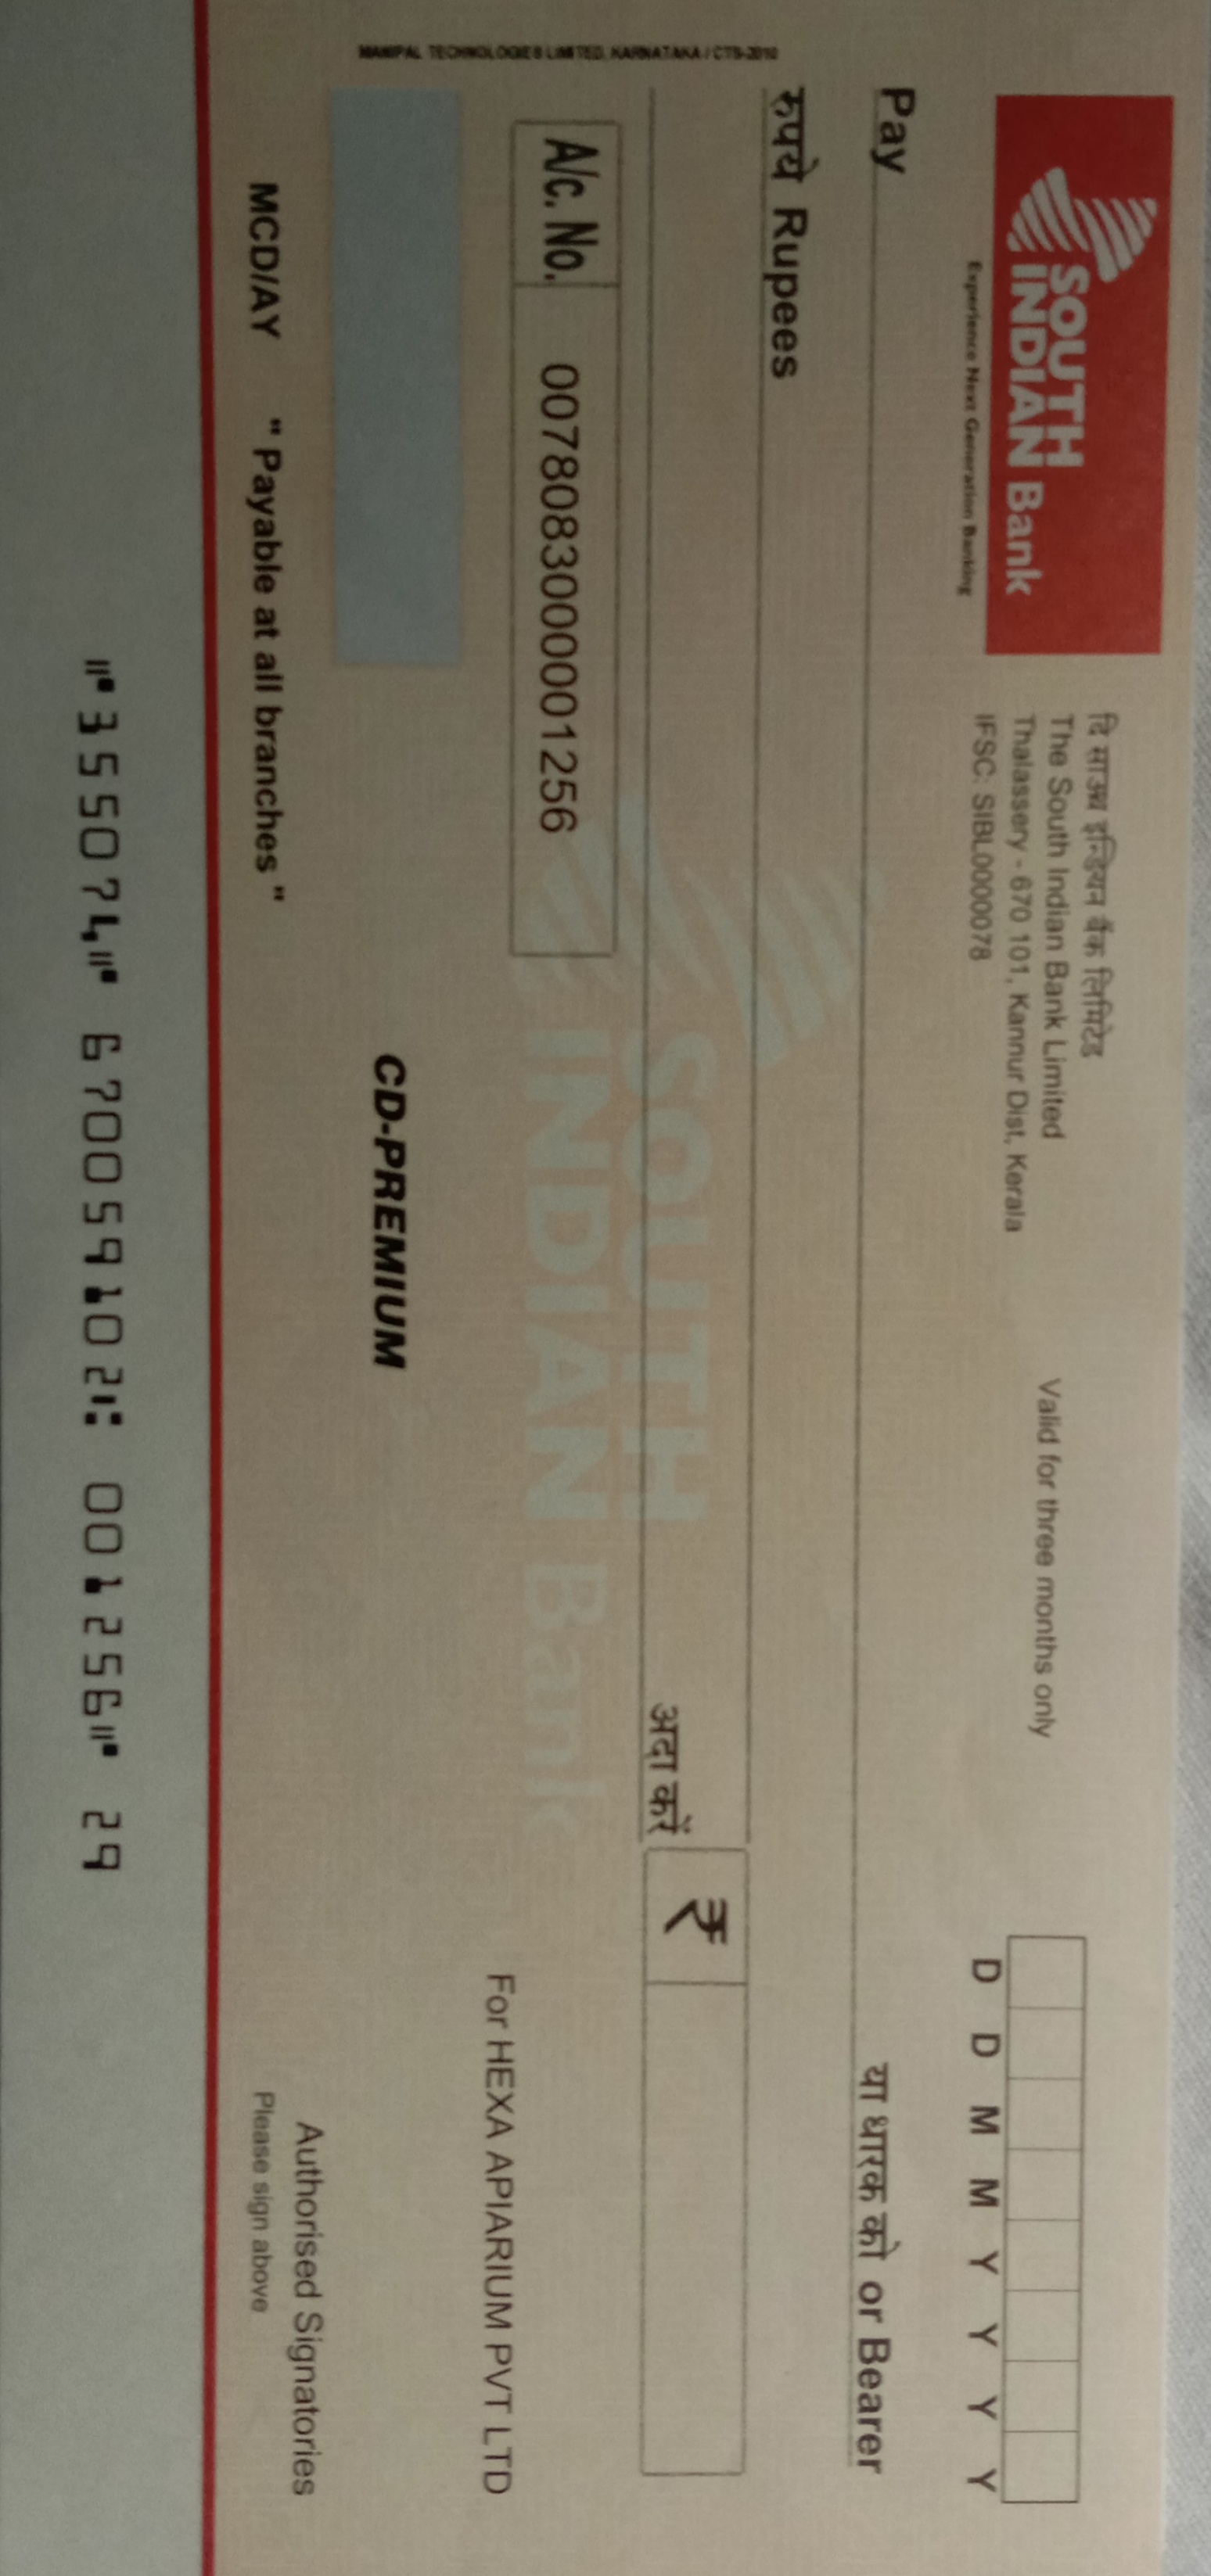 SOUTH
INDIAN Bank
Experience Next Generation Banking
दि साउथ इन्डियन बैंक लिमिटेड
The South Indian Bank Limited
Thalassery - 670 101, Kannur Dist, Kerala
IFSC: SIBL0000078
Valid for three months only
D D M M Y Y Y Y
Pay
या धारक को or Bearer
रुपये Rupees
अदा करें
₹
A/c. No.
0078083000001256
SOUTH
INDIAN Bank
For HEXA APIARIUM PVT LTD
CD-PREMIUM
Authorised Signatories
Please sign above
MCD/AY " Payable at all branches "
MANIPAL TECHNOLOGIES LIMITED, KARNATAKA / CTS-2010
⑈355074⑈ 670059102⑆ 001256⑈ 29